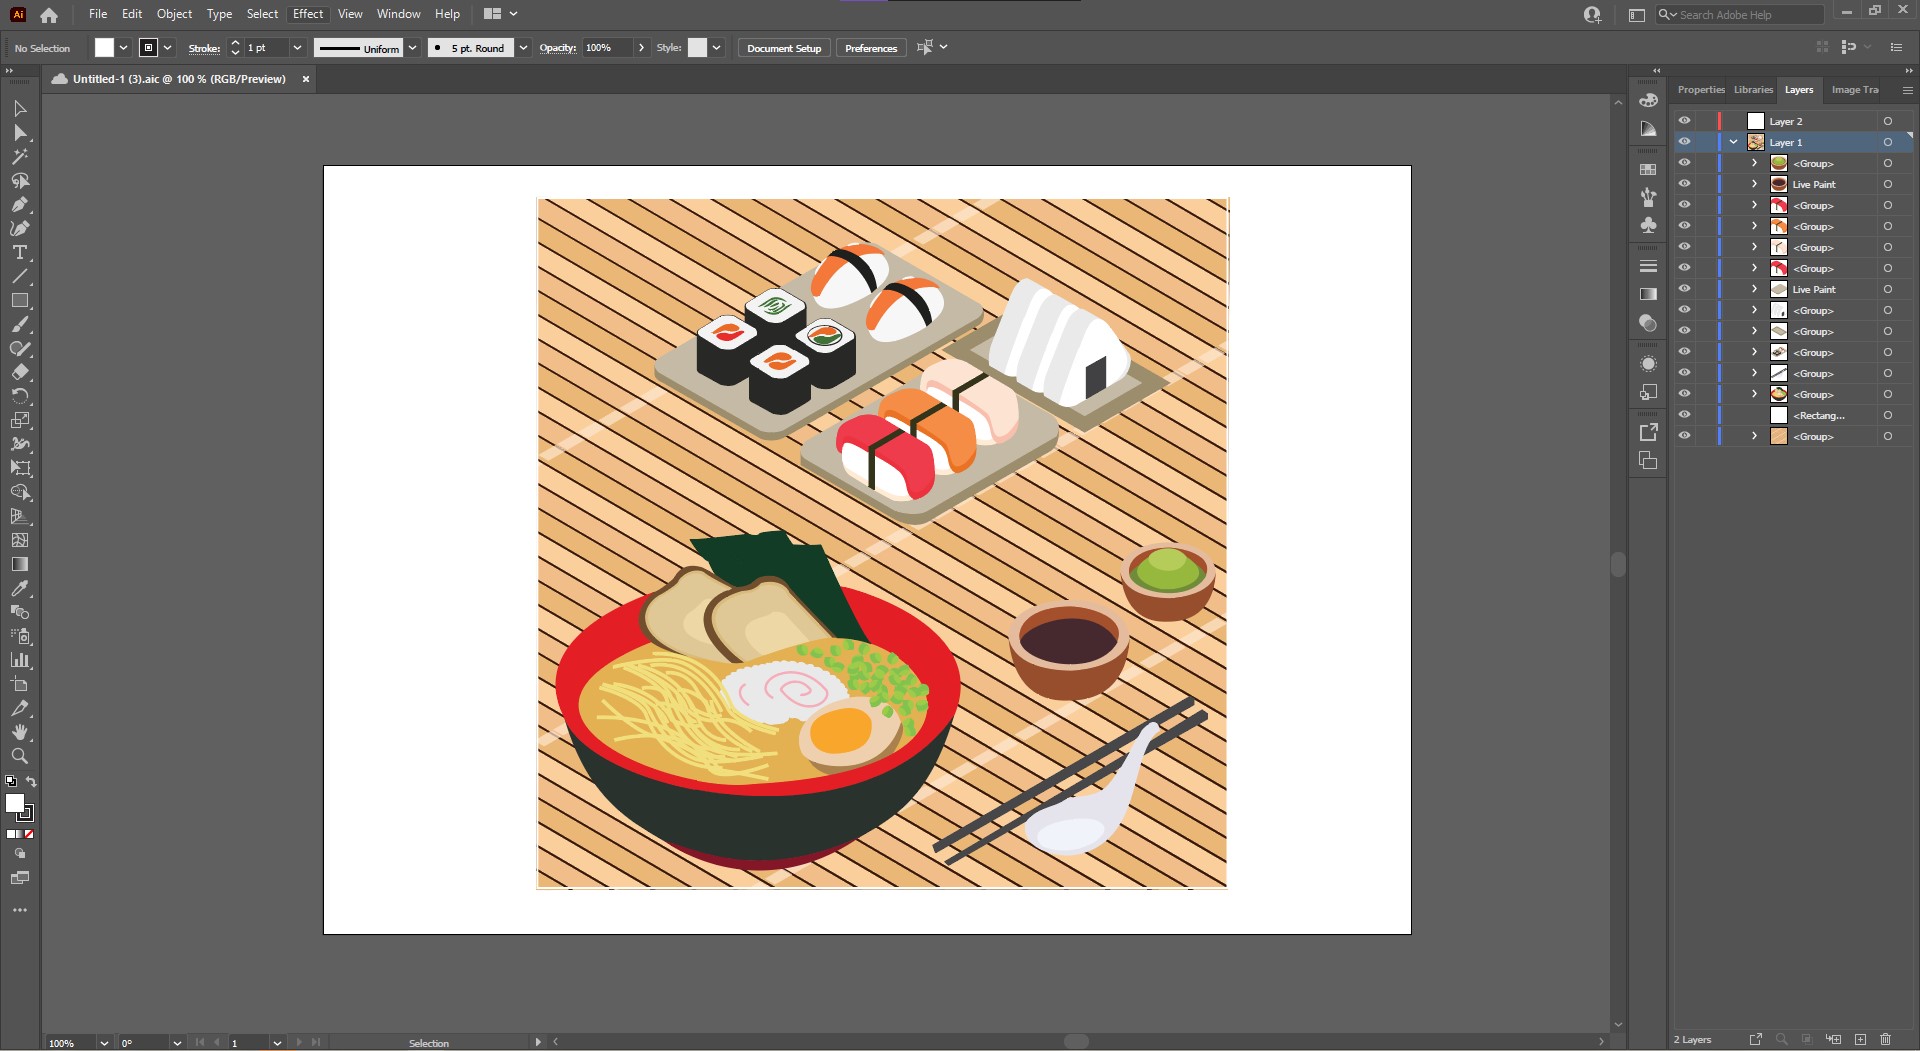 Ai File Edit Object Type Select Effect View Window Help Search Adobe Help
No Selection Stroke: 1 pt Uniform 5 pt. Round Opacity: 100% Style: Document Setup Preferences
Untitled-1 (3).aic @ 100 % (RGB/Preview) ×
Properties Libraries Layers Image Tra
Layer 2
Layer 1
<Group>
Live Paint
<Group>
<Group>
<Group>
<Group>
Live Paint
<Group>
<Group>
<Group>
<Group>
<Group>
<Rectang...
<Group>
100% 0° 1 Selection
2 Layers